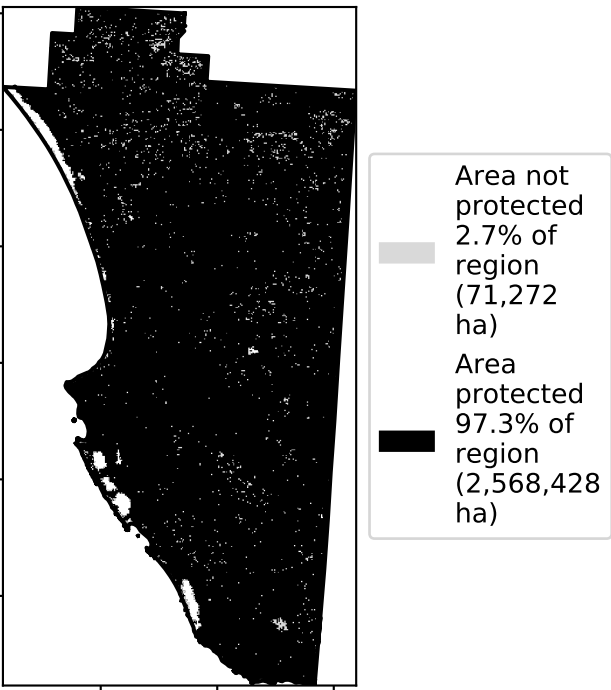 Area not
protected
2.7% of
region
(71,272
ha)
Area
protected
97.3% of
region
(2,568,428
ha)